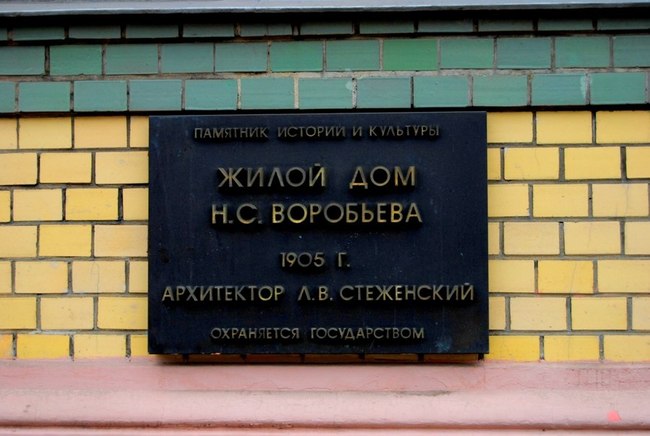 ПАМЯТНИК ИСТОРИИ И КУЛЬТУРЫ
ЖИЛОЙ ДОМ
Н.С. ВОРОБЬЕВА
1905 Г.
АРХИТЕКТОР Л.В. СТЕЖЕНСКИЙ
ОХРАНЯЕТСЯ ГОСУДАРСТВОМ